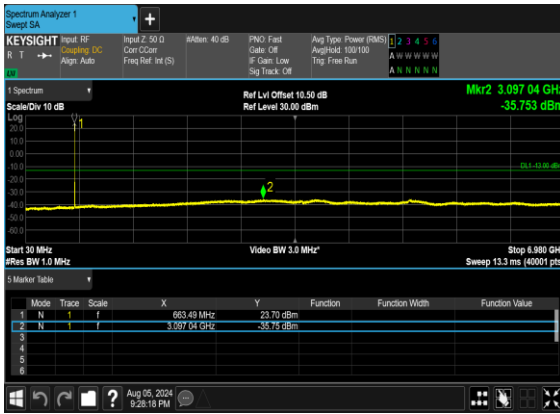 Spectrum Analyzer 1
Swept SA
+
KEYSIGHT Input: RF Input Z: 50 Ω #Atten: 40 dB PNO: Fast Avg Type: Power (RMS) 1 2 3 4 5 6
R T Coupling: DC Corr CCorr Gate: Off Avg|Hold: 100/100 A W W W W W
Align: Auto Freq Ref: Int (S) IF Gain: Low Trig: Free Run
LW Sig Track: Off A N N N N N
1 Spectrum Ref Lvl Offset 10.50 dB Mkr2 3.097 04 GHz
Scale/Div 10 dB Ref Level 30.00 dBm -35.753 dBm
Log
20.0
10.0
0.00
-10.0
-20.0
-30.0
-40.0
-50.0
-60.0
1
DL1 -13.00 dBm
2
Start 30 MHz Video BW 3.0 MHz* Stop 6.980 GHz
#Res BW 1.0 MHz Sweep 13.3 ms (40001 pts)
5 Marker Table
Mode Trace Scale X Y Function Function Width Function Value
1 N 1 f 663.49 MHz 23.70 dBm
2 N 1 f 3.097 04 GHz -35.75 dBm
3
4
5
6
? Aug 05, 2024
9:28:18 PM